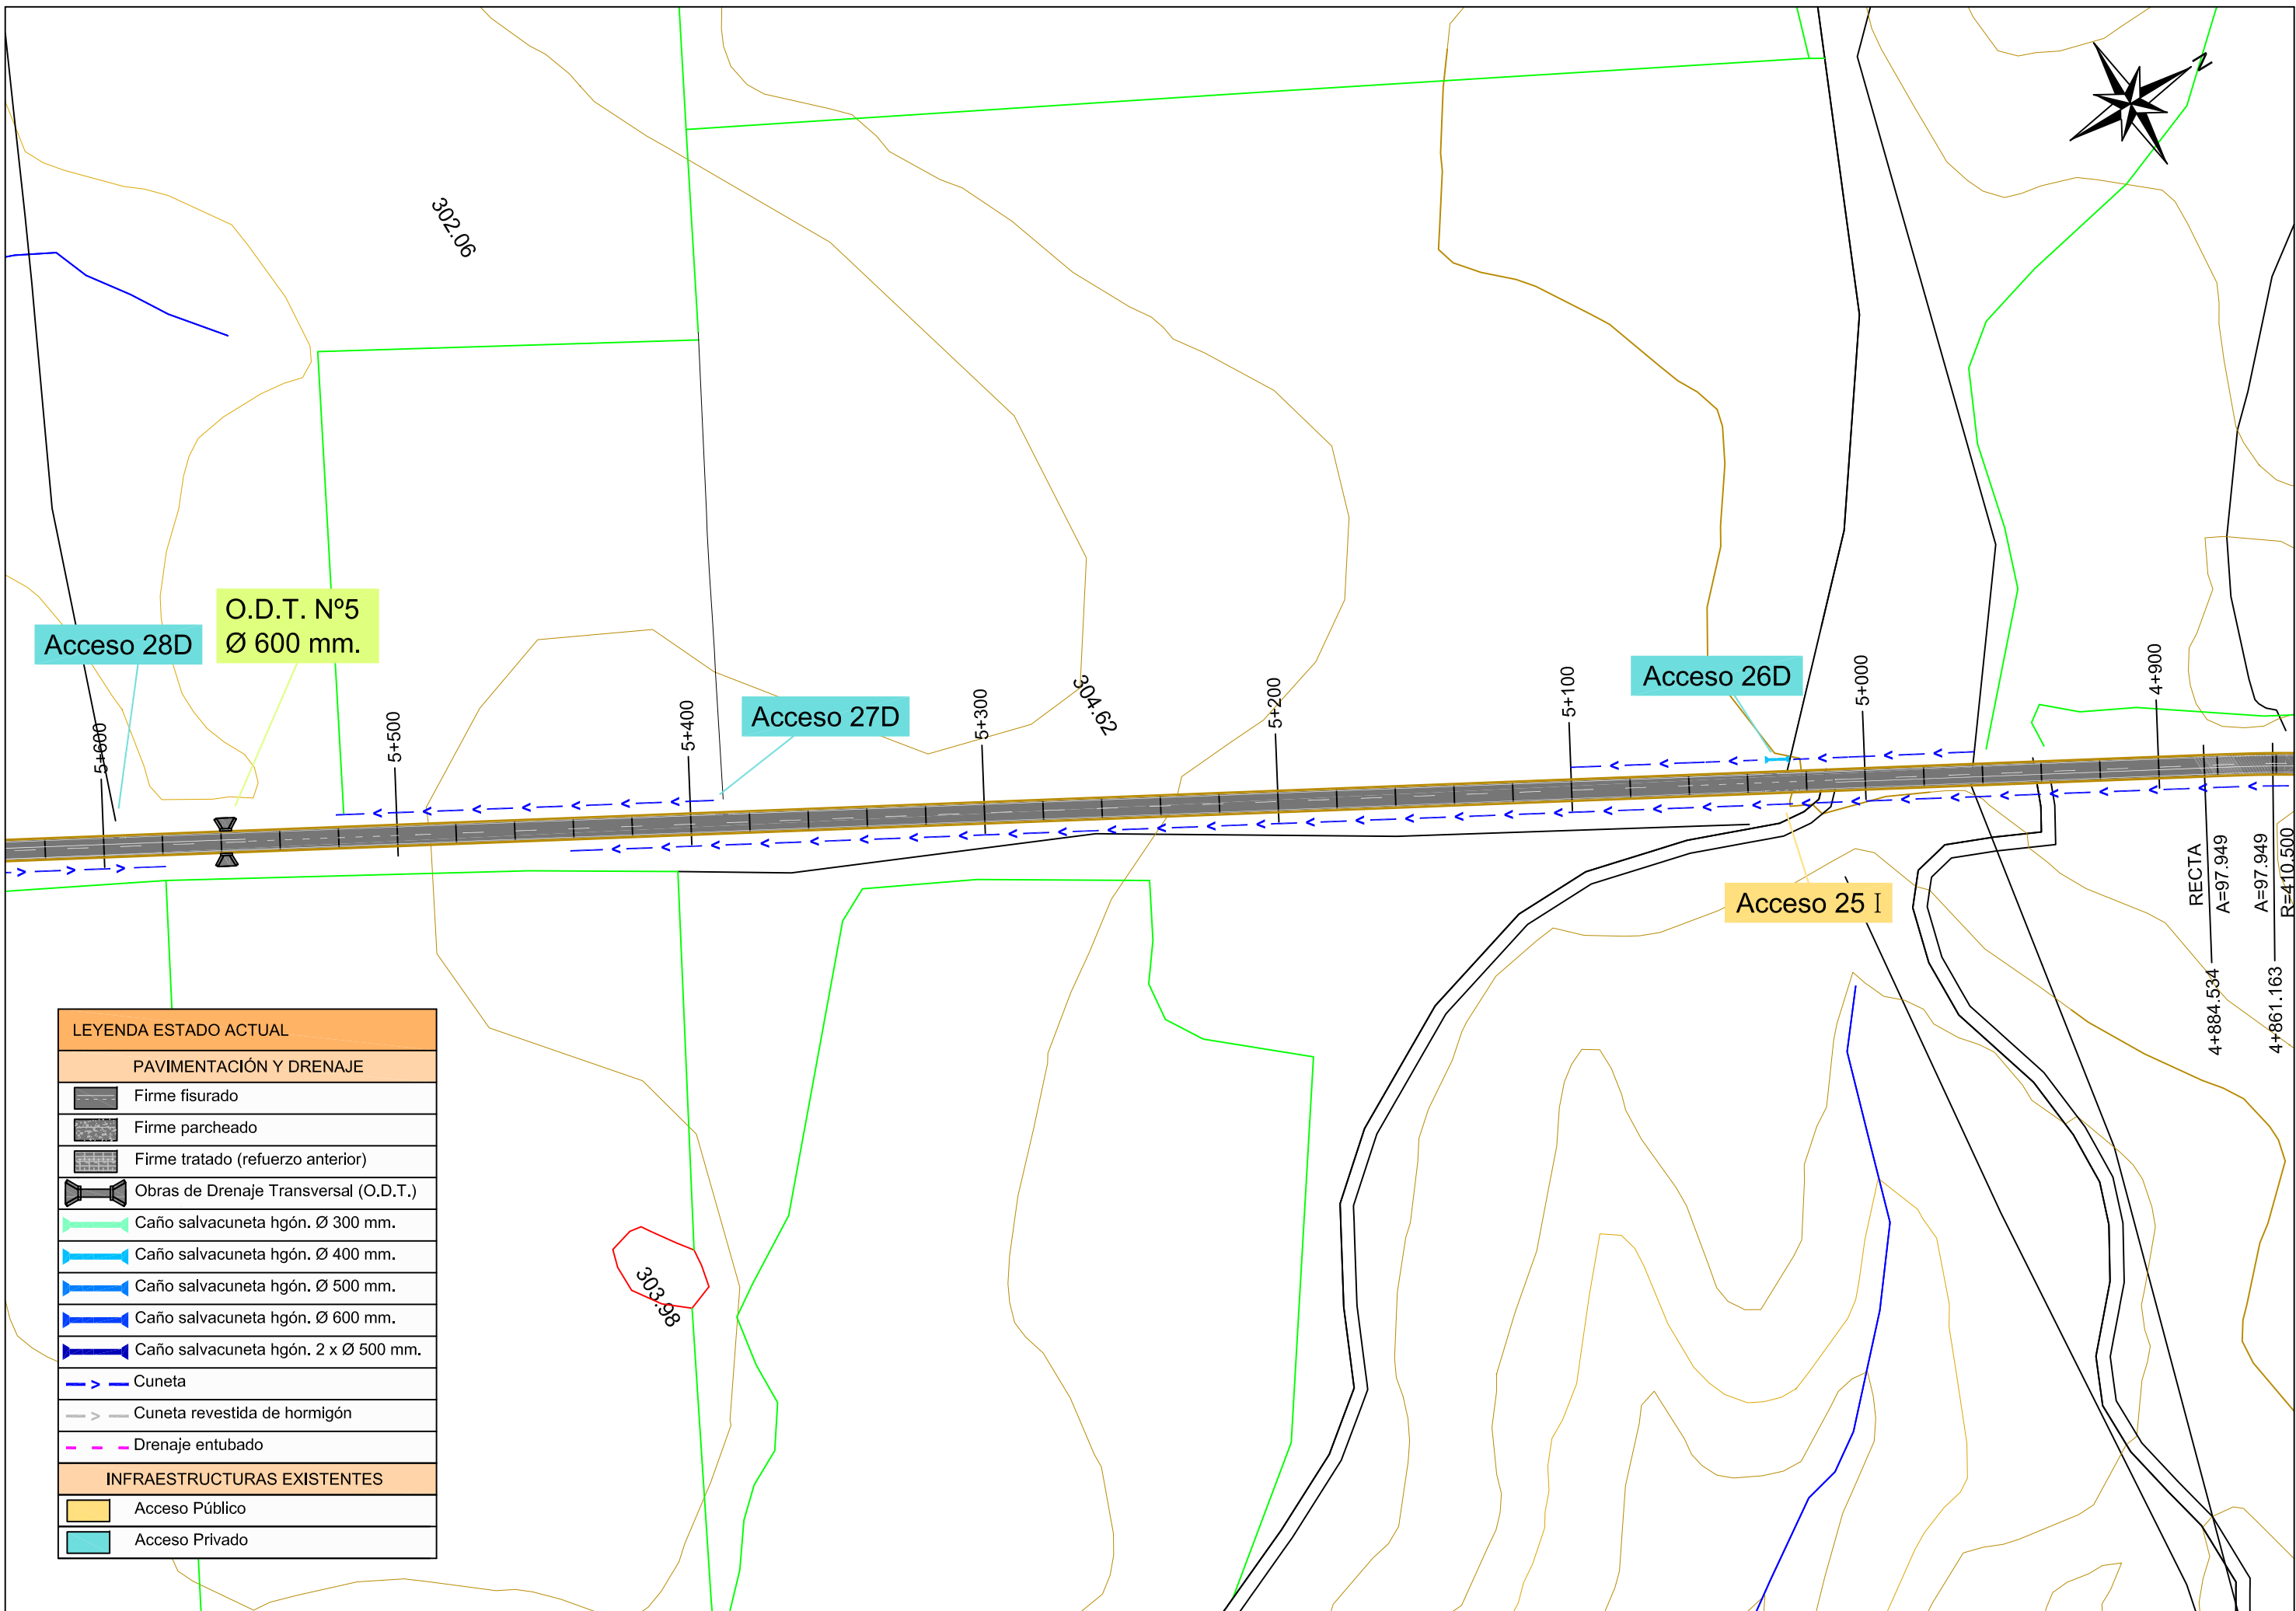 N
302.06
O.D.T. Nº5
Ø 600 mm.
Acceso 28D
Acceso 27D
304.62
Acceso 26D
5+600
5+500
5+400
5+300
5+200
5+100
5+000
4+900
Acceso 25 I
RECTA
A=97.949
A=97.949
R=410.500
4+884.534
4+861.163
303.98
LEYENDA ESTADO ACTUAL
PAVIMENTACIÓN Y DRENAJE
Firme fisurado
Firme parcheado
Firme tratado (refuerzo anterior)
Obras de Drenaje Transversal (O.D.T.)
Caño salvacuneta hgón. Ø 300 mm.
Caño salvacuneta hgón. Ø 400 mm.
Caño salvacuneta hgón. Ø 500 mm.
Caño salvacuneta hgón. Ø 600 mm.
Caño salvacuneta hgón. 2 x Ø 500 mm.
Cuneta
Cuneta revestida de hormigón
Drenaje entubado
INFRAESTRUCTURAS EXISTENTES
Acceso Público
Acceso Privado